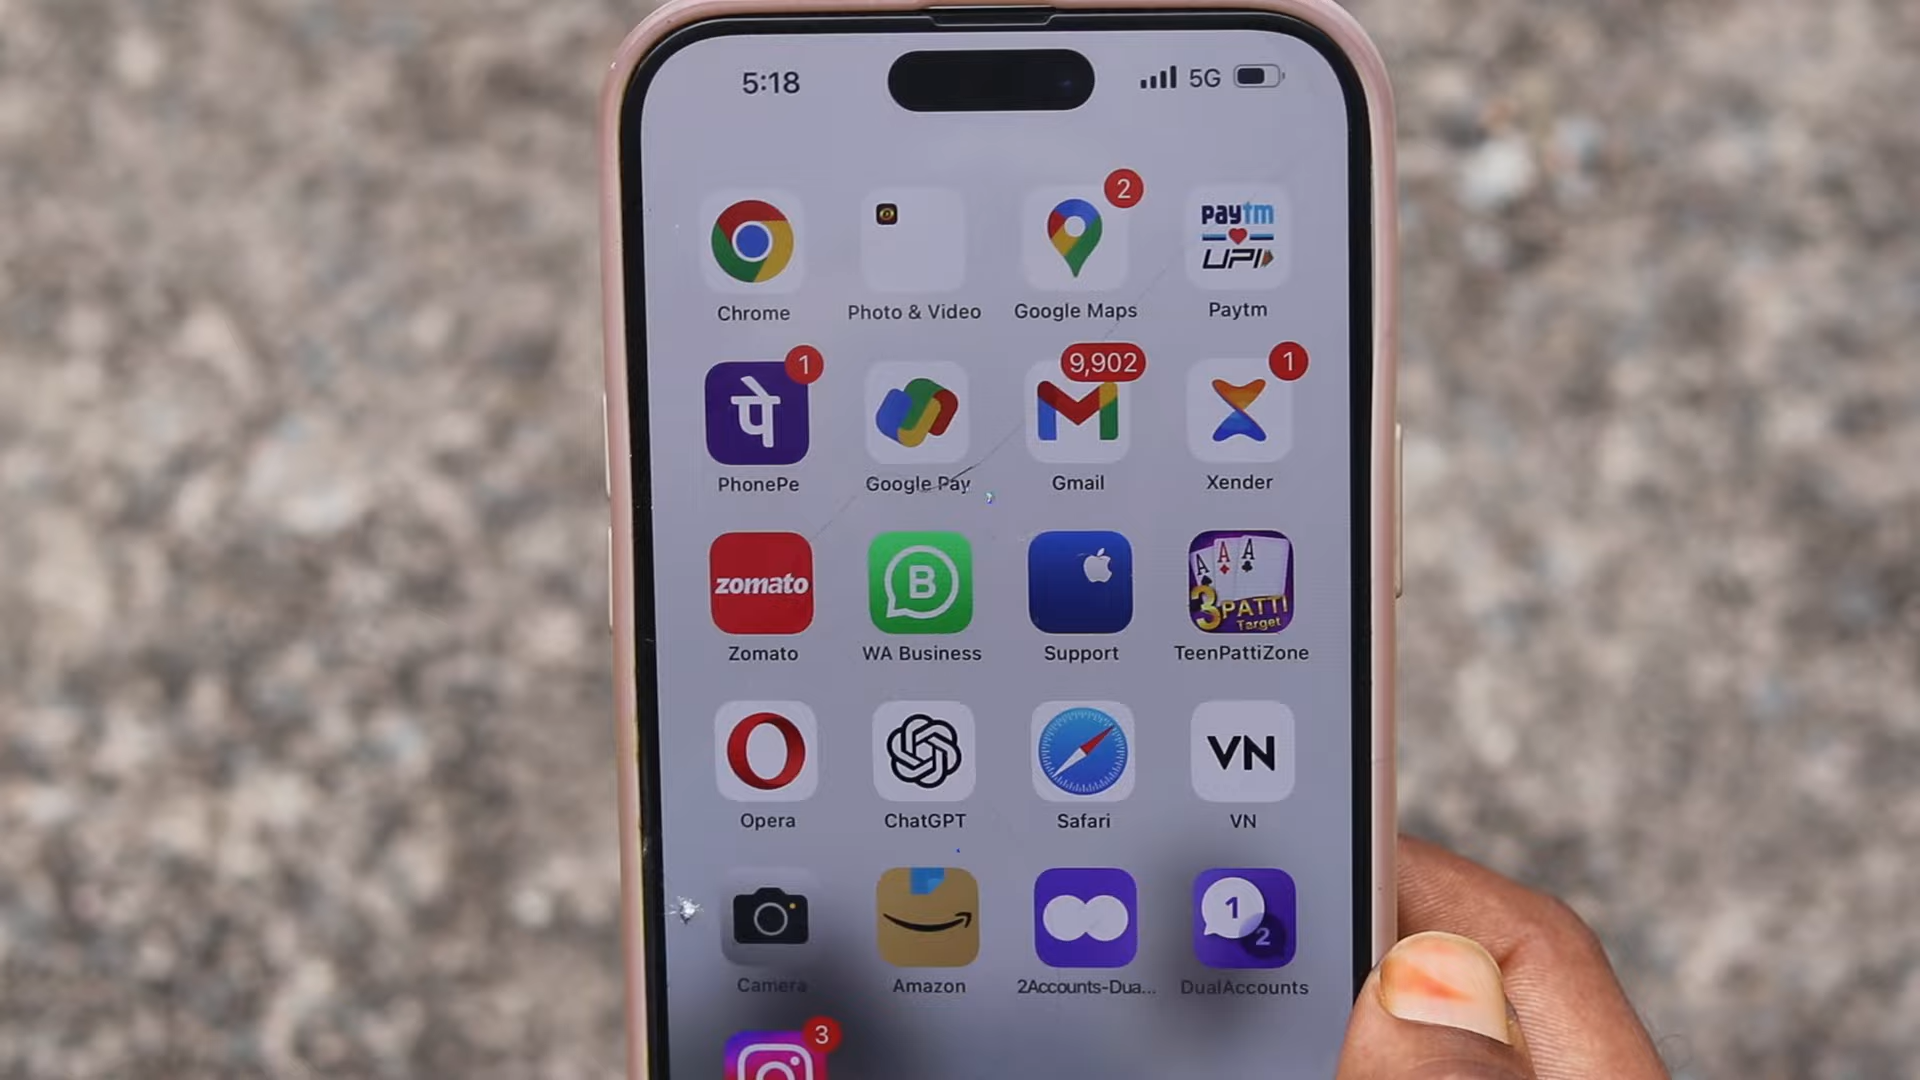 5:18 5G
2
paytm
UPI
Chrome Photo & Video Google Maps Paytm
1 9,902 1
पे
PhonePe Google Pay Gmail Xender
zomato B A A A
3PATTI
Target
Zomato WA Business Support TeenPattiZone
VN
Opera ChatGPT Safari VN
1
2
Camera Amazon 2Accounts-Dua... DualAccounts
3